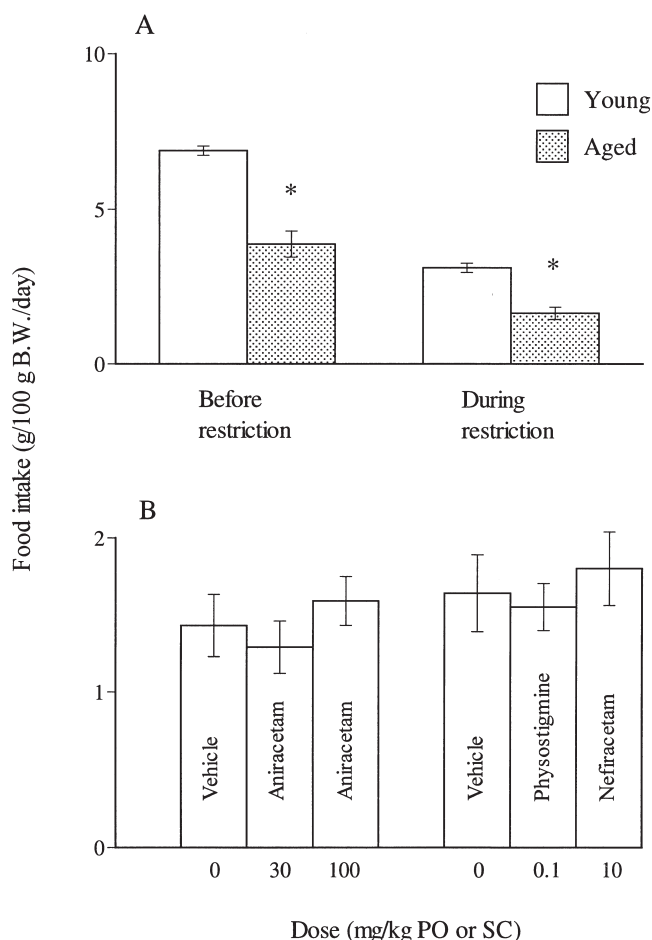 A
10
Young
Aged
*
5
*
0
Before
restriction
During
restriction
Food intake (g/100 g B.W./day)
B
2
1
Vehicle
Aniracetam
Aniracetam
Vehicle
Physostigmine
Nefiracetam
0
0
30
100
0
0.1
10
Dose (mg/kg PO or SC)